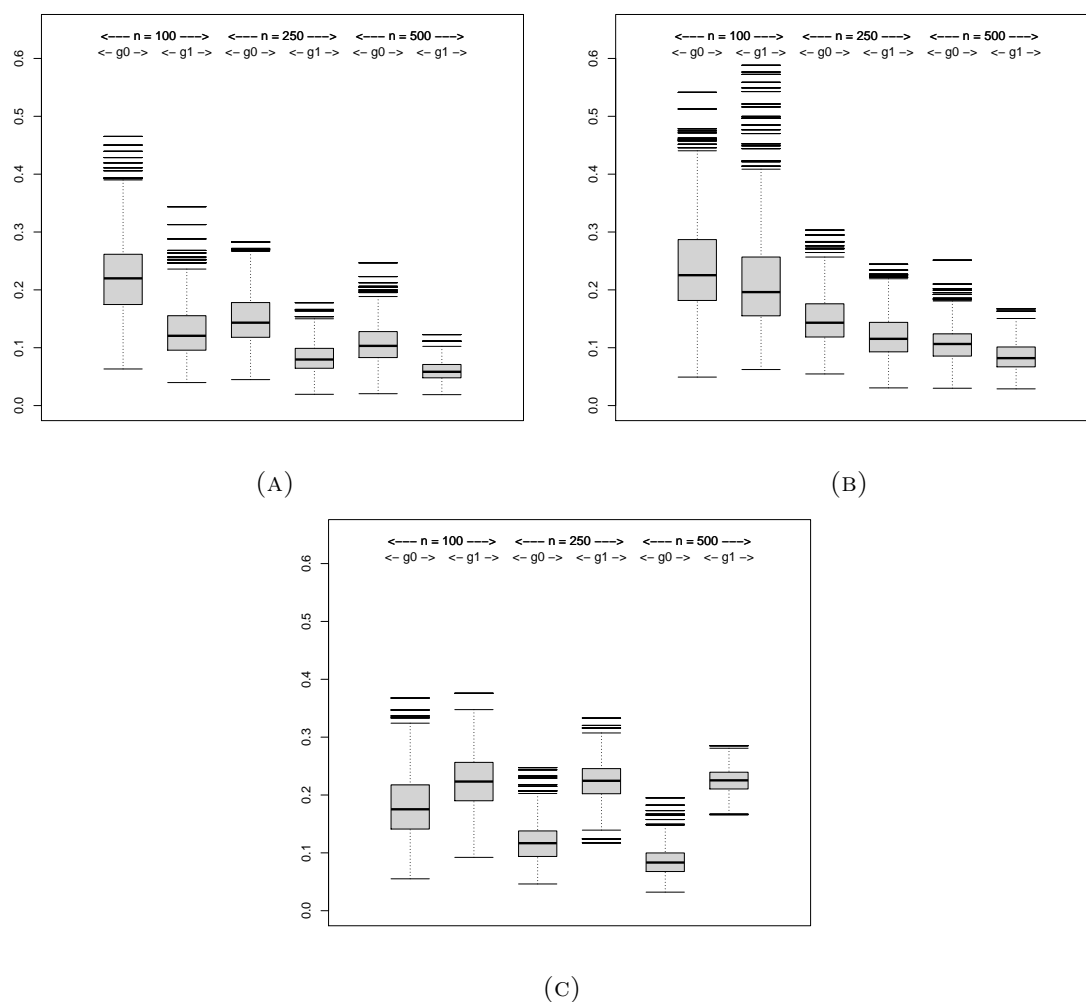 <––– n = 100 –––> <––– n = 250 –––> <––– n = 500 –––>
<– g0 –> <– g1 –> <– g0 –> <– g1 –> <– g0 –> <– g1 –>
0.6
0.5
0.4
0.3
0.2
0.1
0.0
(A)
<––– n = 100 –––> <––– n = 250 –––> <––– n = 500 –––>
<– g0 –> <– g1 –> <– g0 –> <– g1 –> <– g0 –> <– g1 –>
0.6
0.5
0.4
0.3
0.2
0.1
0.0
(B)
<––– n = 100 –––> <––– n = 250 –––> <––– n = 500 –––>
<– g0 –> <– g1 –> <– g0 –> <– g1 –> <– g0 –> <– g1 –>
0.6
0.5
0.4
0.3
0.2
0.1
0.0
(C)